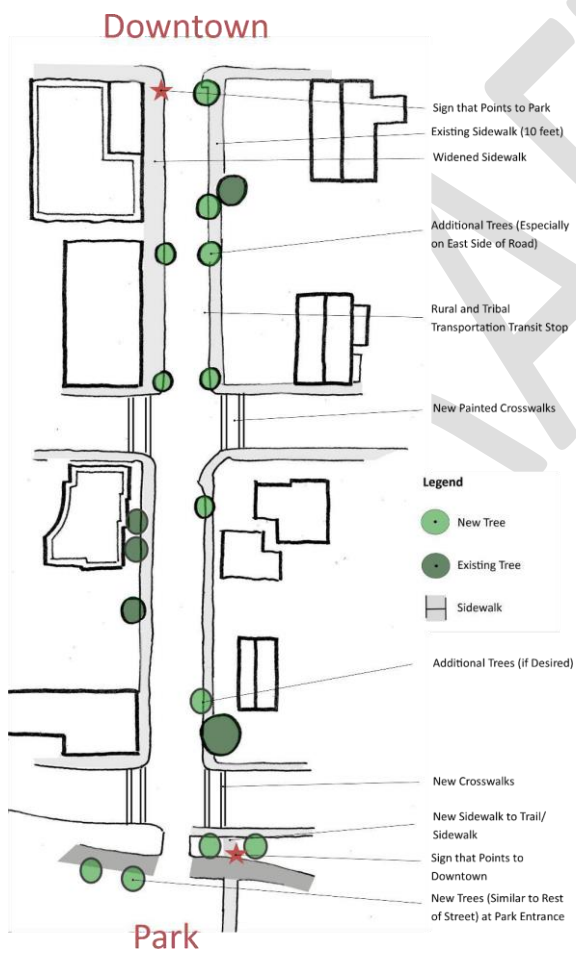 Downtown
Sign that Points to Park
Existing Sidewalk (10 feet)
Widened Sidewalk
Additional Trees (Especially
on East Side of Road)
Rural and Tribal
Transportation Transit Stop
New Painted Crosswalks
Legend
New Tree
Existing Tree
Sidewalk
Additional Trees (if Desired)
New Crosswalks
New Sidewalk to Trail/
Sidewalk
Sign that Points to
Downtown
New Trees (Similar to Rest
of Street) at Park Entrance
Park